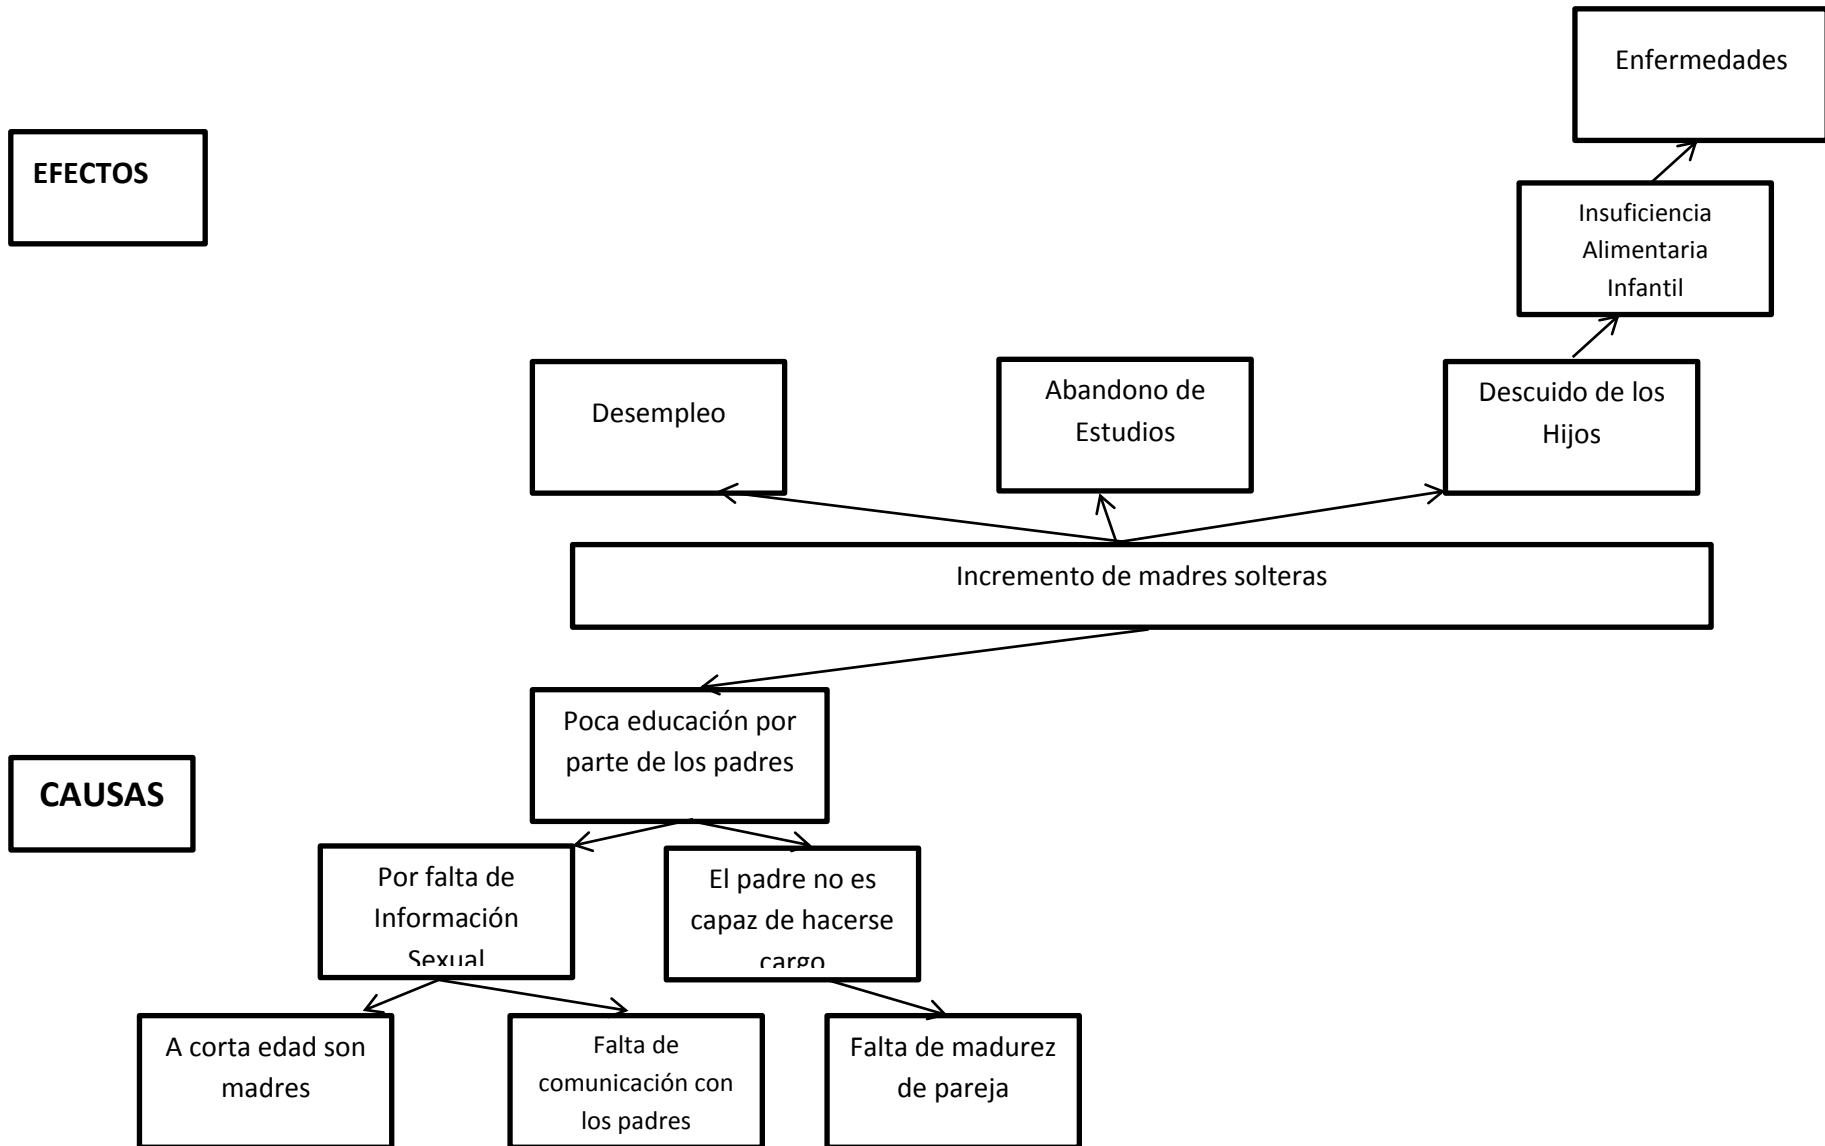 Enfermedades
EFECTOS
Insuficiencia
Alimentaria
Infantil
Desempleo
Abandono de
Estudios
Descuido de los
Hijos
Incremento de madres solteras
Poca educación por
parte de los padres
CAUSAS
Por falta de
Información
Sexual
El padre no es
capaz de hacerse
cargo
A corta edad son
madres
Falta de
comunicación con
los padres
Falta de madurez
de pareja